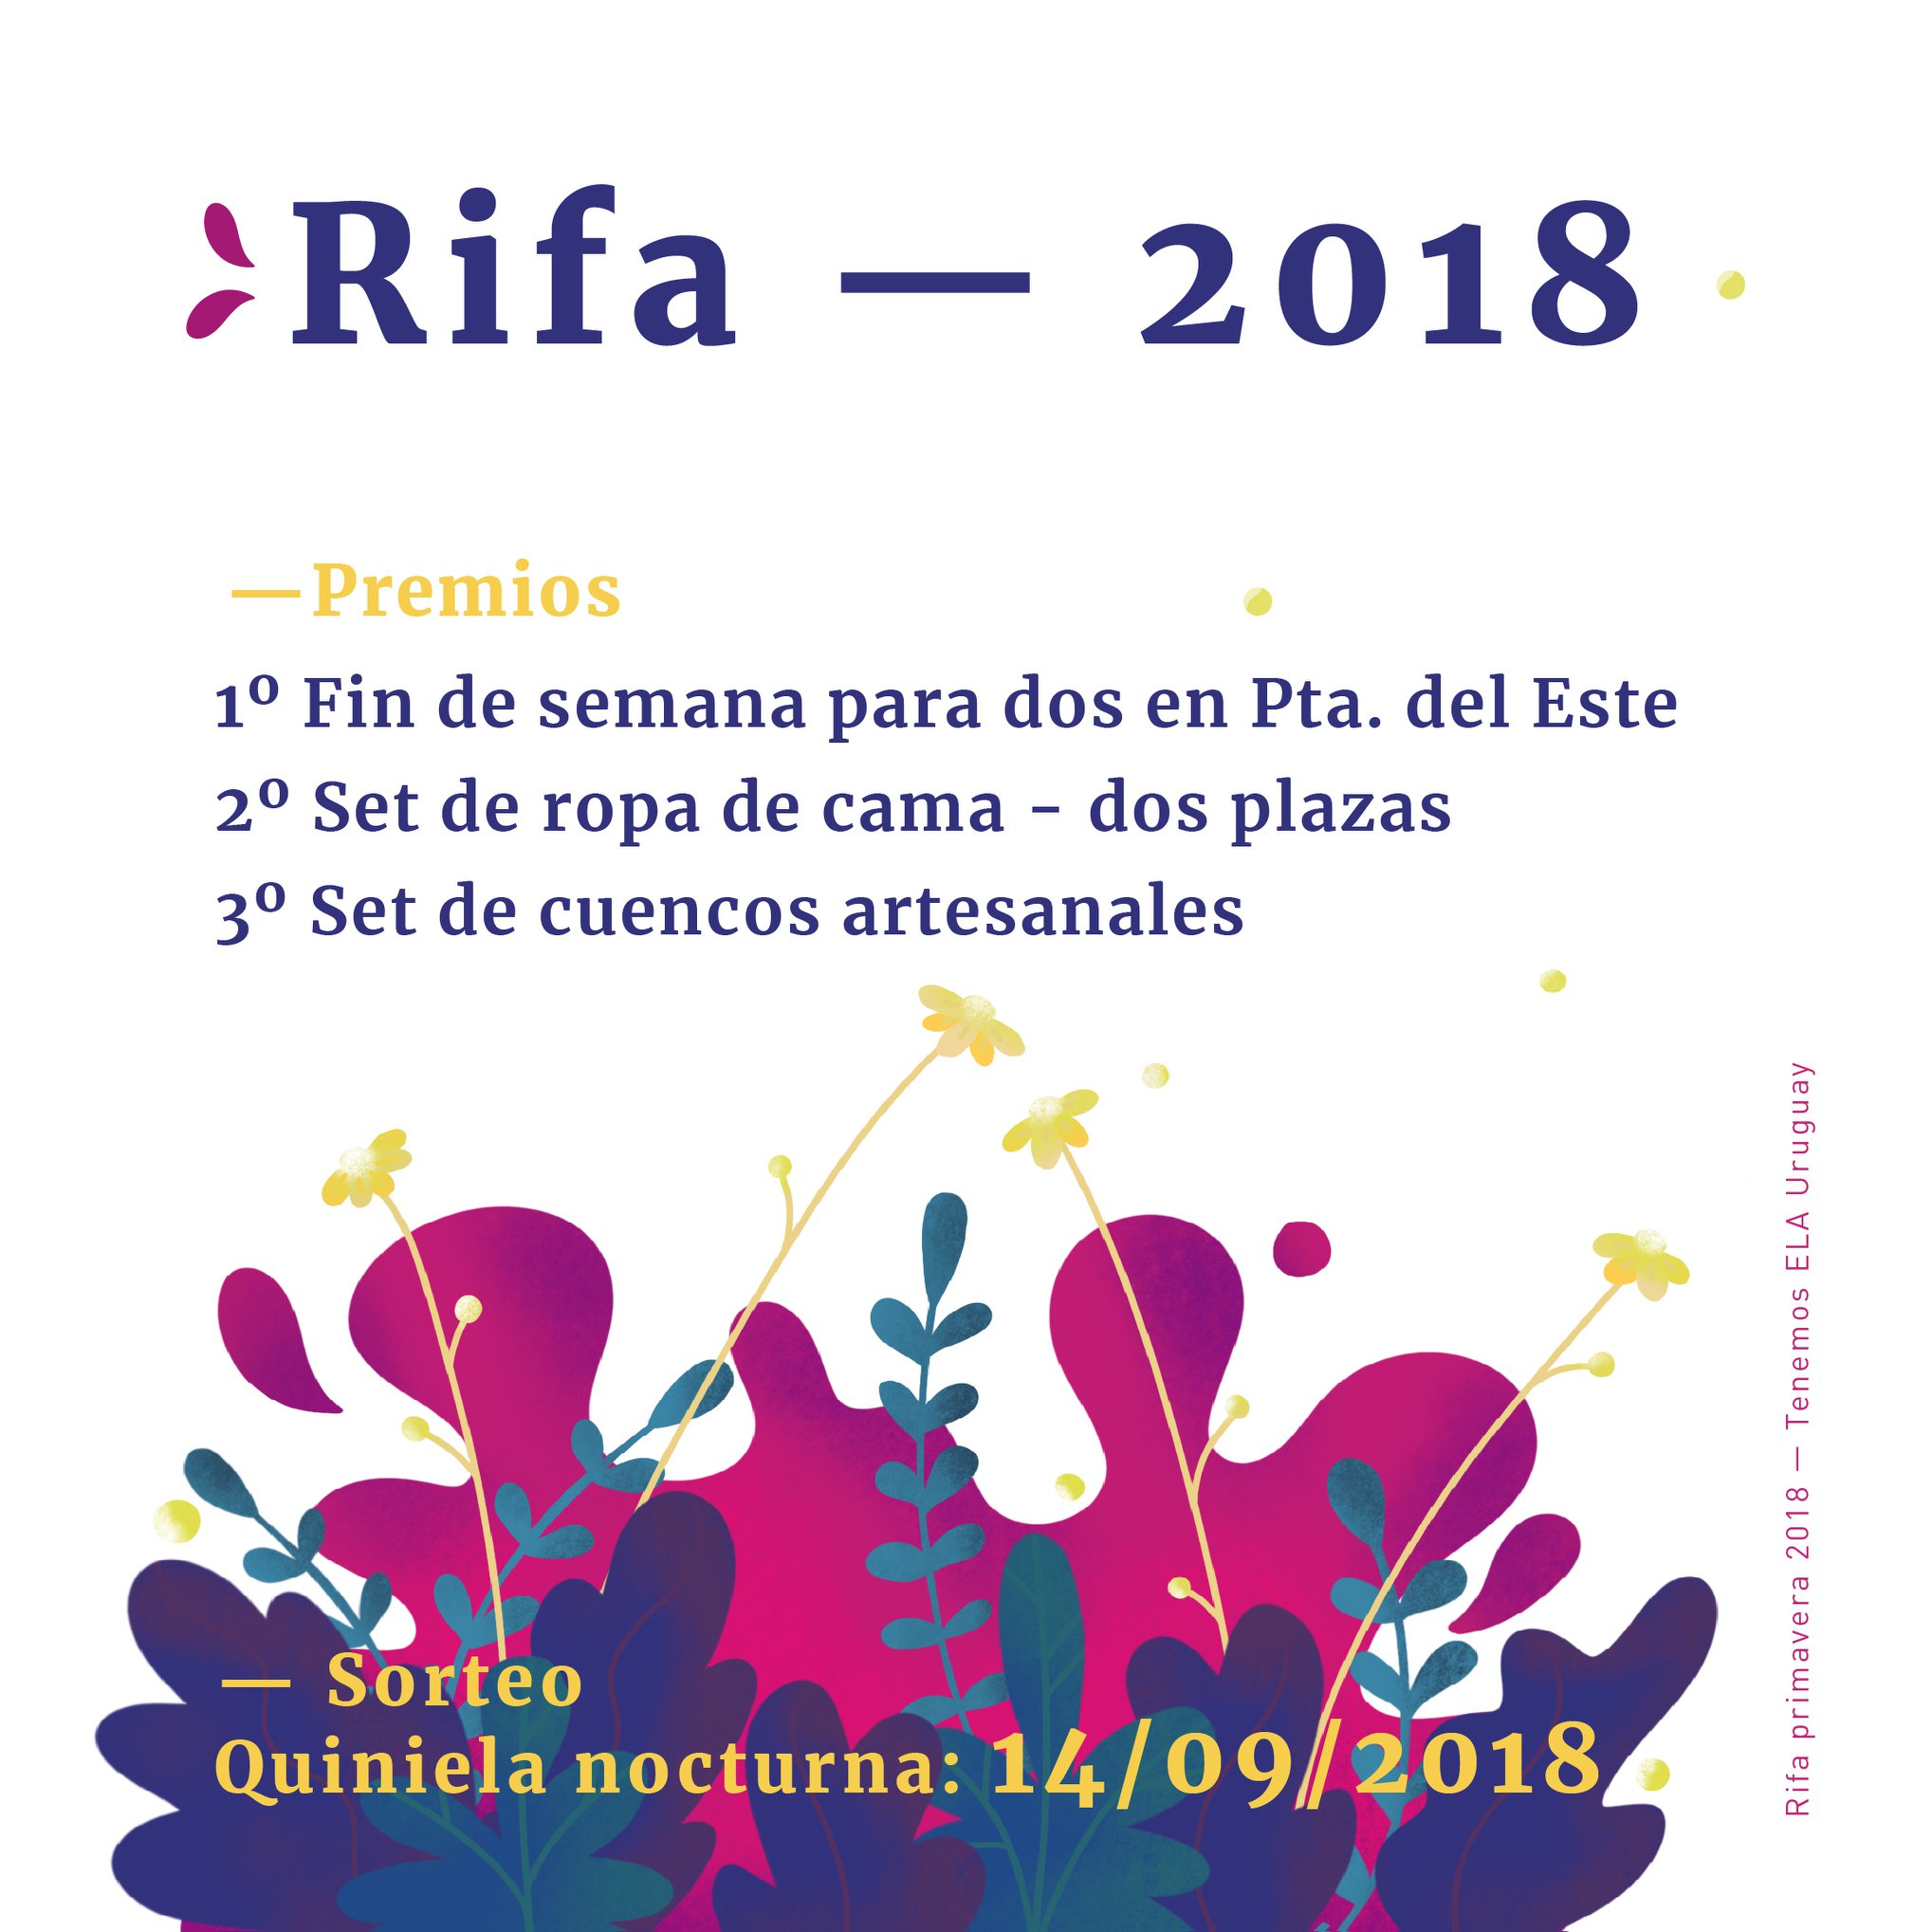 Rifa — 2018
—Premios
1º Fin de semana para dos en Pta. del Este
2º Set de ropa de cama - dos plazas
3º Set de cuencos artesanales
Rifa primavera 2018 — Tenemos ELA Uruguay
— Sorteo
Quiniela nocturna: 14/09/2018